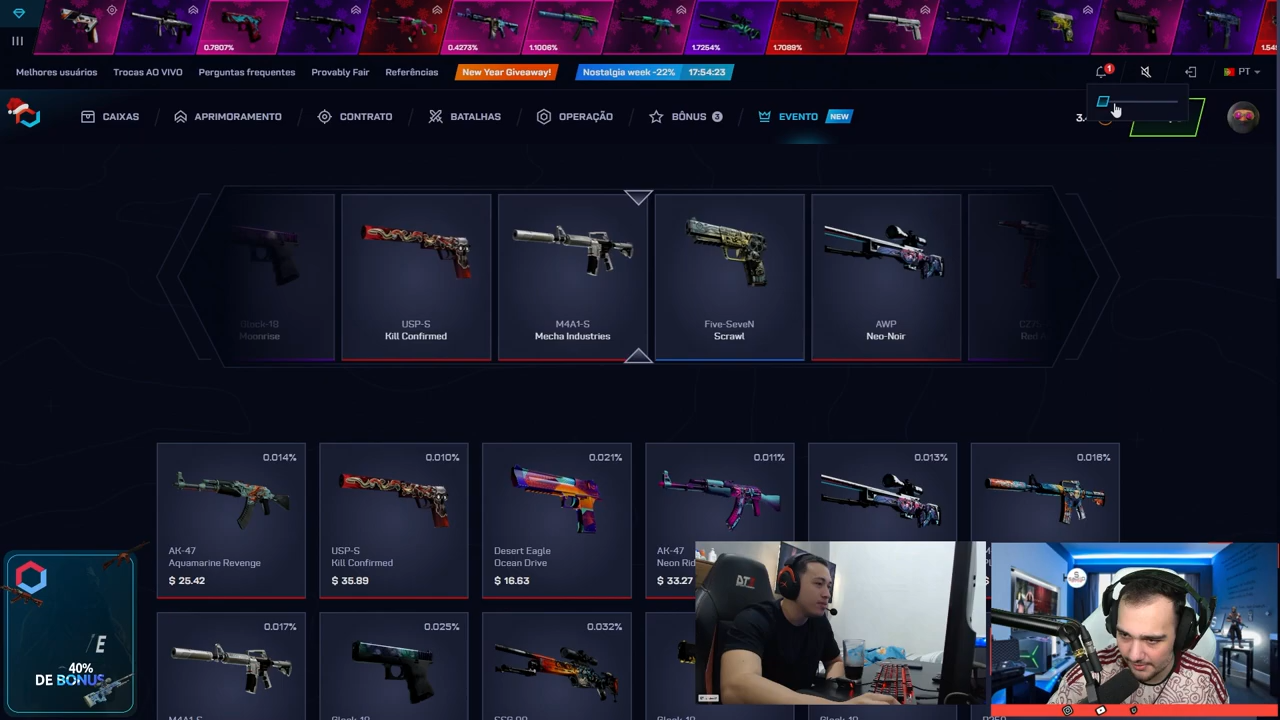 0.7807%
0.4273%
1.1006%
1.7254%
1.7089%
Melhores usuários
Trocas AO VIVO
Perguntas frequentes
Provably Fair
Referências
New Year Giveaway!
Nostalgia week -22%
17:54:23
1
PT
CAIXAS
APRIMORAMENTO
CONTRATO
BATALHAS
OPERAÇÃO
BÔNUS 3
EVENTO NEW
Moonrise
USP-S
Kill Confirmed
M4A1-S
Mecha Industries
Five-SeveN
Scrawl
AWP
Neo-Noir
0.014%
AK-47
Aquamarine Revenge
$ 25.42
0.010%
USP-S
Kill Confirmed
$ 35.89
0.021%
Desert Eagle
Ocean Drive
$ 16.63
0.011%
AK-47
$ 33.27
0.013%
0.018%
0.017%
0.025%
0.032%
40%
DE BONUS